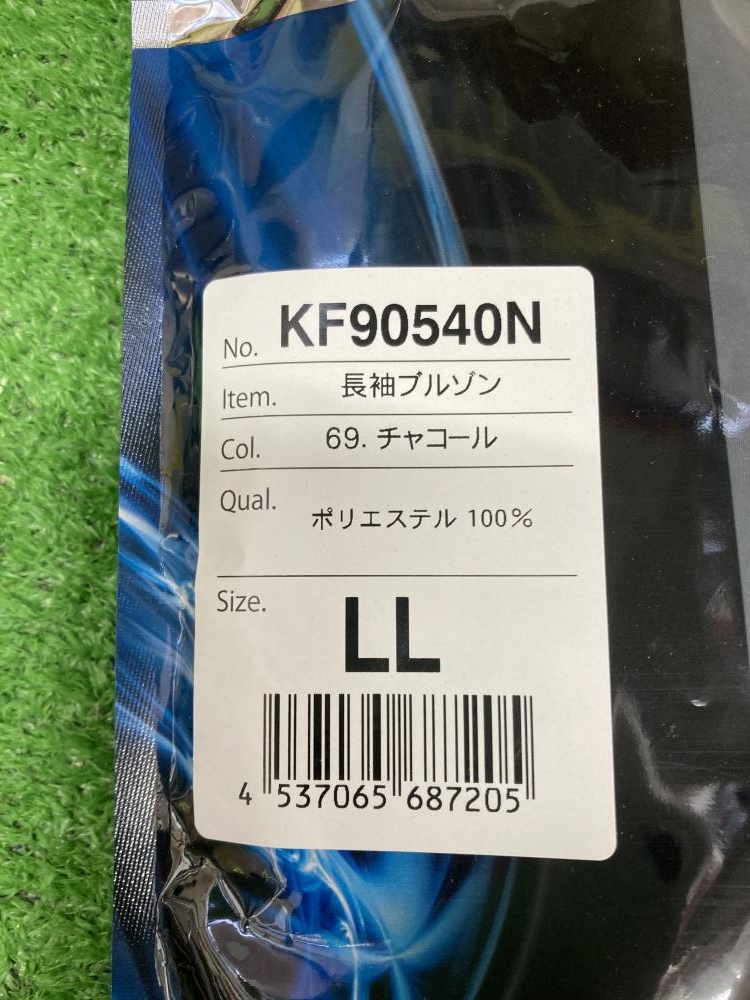 No. KF90540N
Item. 長袖ブルゾン
Col. 69. チャコール
Qual. ポリエステル 100%
Size. LL
4 537065 687205